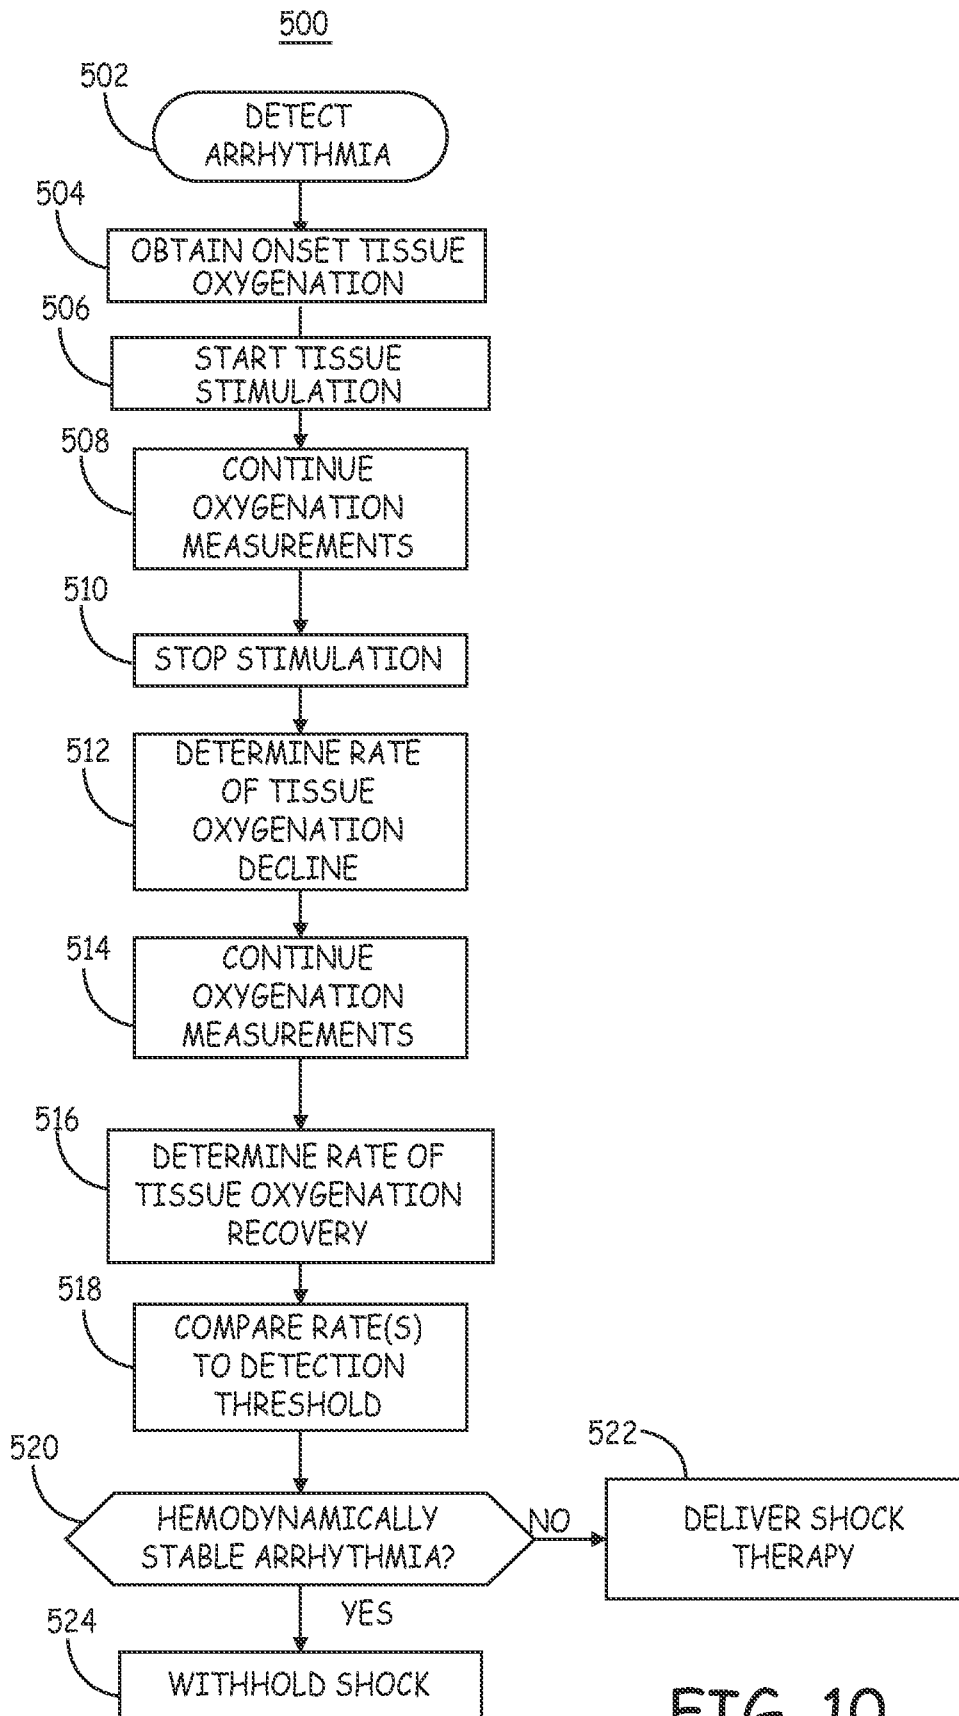 500
502
DETECT
ARRHYTHMIA
504
OBTAIN ONSET TISSUE
OXYGENATION
506
START TISSUE
STIMULATION
508
CONTINUE
OXYGENATION
MEASUREMENTS
510
STOP STIMULATION
512
DETERMINE RATE
OF TISSUE
OXYGENATION
DECLINE
514
CONTINUE
OXYGENATION
MEASUREMENTS
516
DETERMINE RATE OF
TISSUE OXYGENATION
RECOVERY
518
COMPARE RATE(S)
TO DETECTION
THRESHOLD
520
HEMODYNAMICALLY
STABLE ARRHYTHMIA?
NO
522
DELIVER SHOCK
THERAPY
YES
524
WITHHOLD SHOCK
FIG. 10